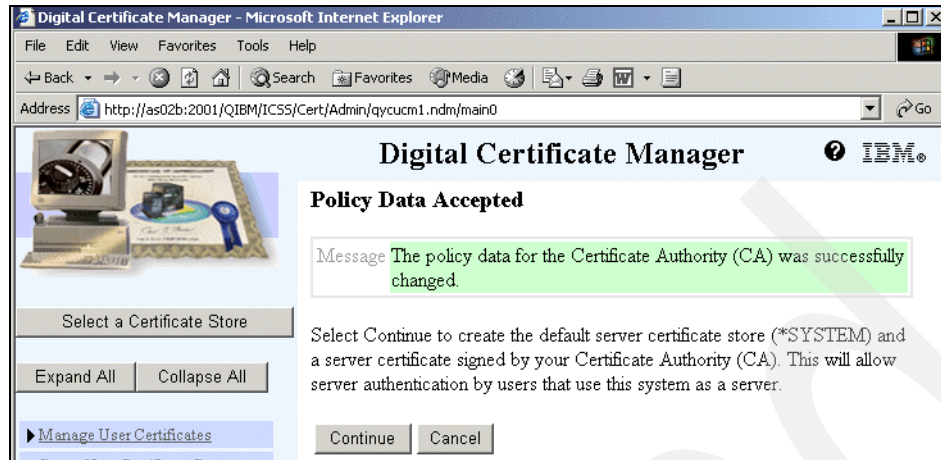 Digital Certificate Manager - Microsoft Internet Explorer
File Edit View Favorites Tools Help
Back Search Favorites Media
Address http://as02b:2001/QIBM/ICSS/Cert/Admin/qycucm1.ndm/main0 Go
Digital Certificate Manager ? IBM®
Policy Data Accepted
Message The policy data for the Certificate Authority (CA) was successfully
changed.
Select a Certificate Store
Select Continue to create the default server certificate store (*SYSTEM) and
a server certificate signed by your Certificate Authority (CA). This will allow
server authentication by users that use this system as a server.
Expand All Collapse All
Continue Cancel
Manage User Certificates